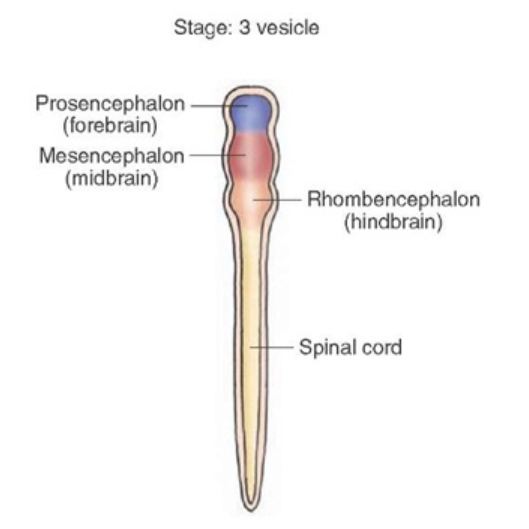 Stage: 3 vesicle
Prosencephalon
(forebrain)
Mesencephalon
(midbrain)
Rhombencephalon
(hindbrain)
Spinal cord